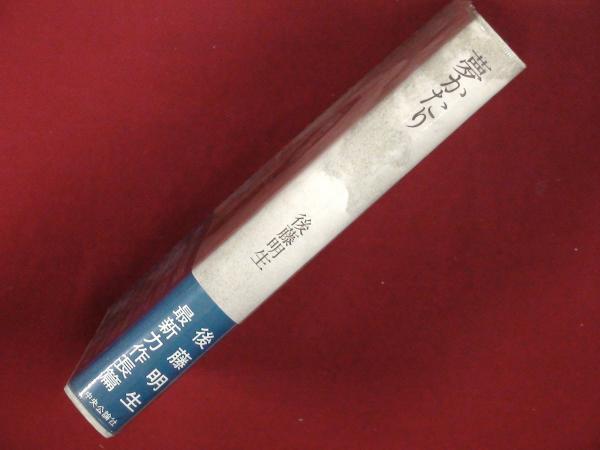 夢かたり
後藤明生
後藤明生
最新力作長篇
中央公論社